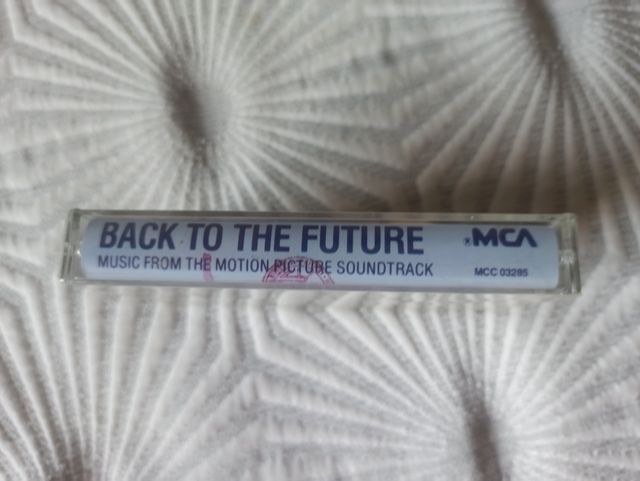 BACK TO THE FUTURE
®MCA
MUSIC FROM THE MOTION PICTURE SOUNDTRACK
MCC 03285